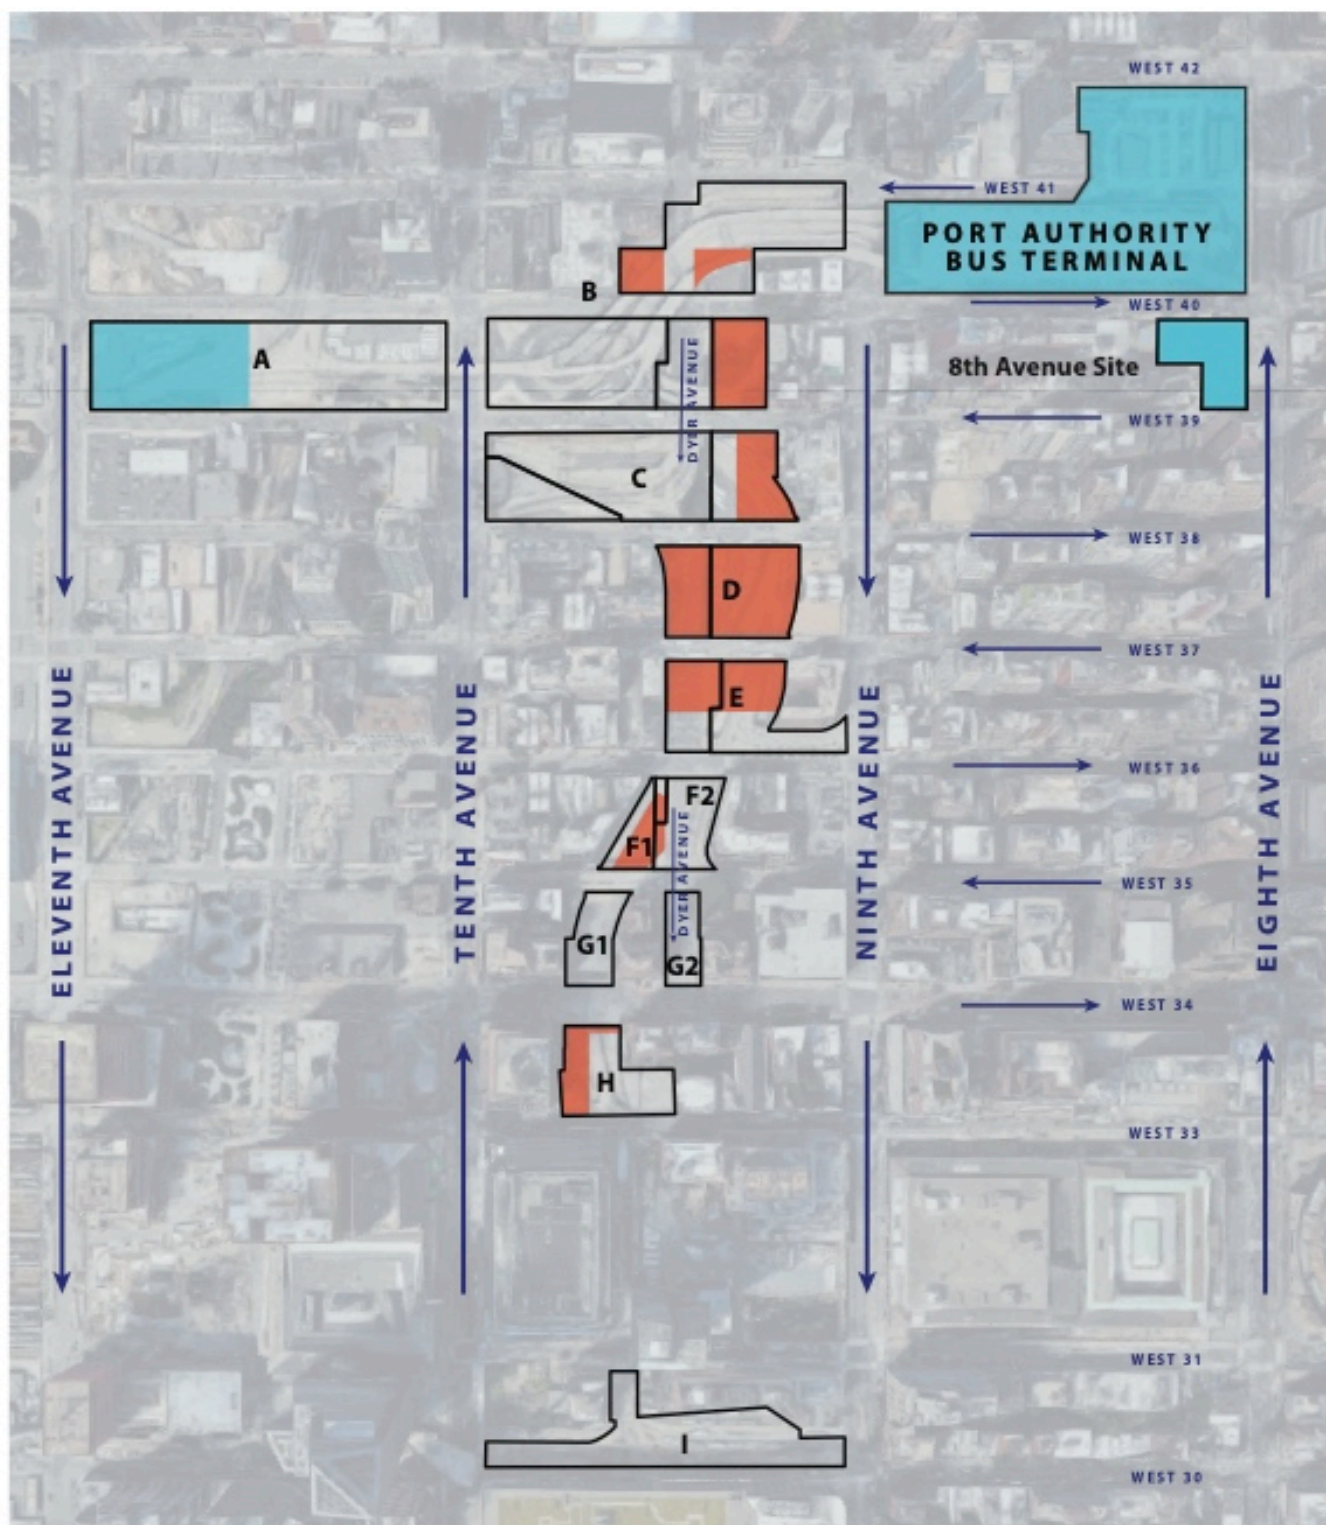 WEST 42
WEST 41
PORT AUTHORITY
BUS TERMINAL
B
WEST 40
A
DYER AVENUE
8th Avenue Site
WEST 39
C
WEST 38
D
WEST 37
ELEVENTH AVENUE
TENTH AVENUE
E
NINTH AVENUE
EIGHTH AVENUE
WEST 36
F2
F1
DYER AVENUE
WEST 35
G1
G2
WEST 34
H
WEST 33
WEST 31
I
WEST 30